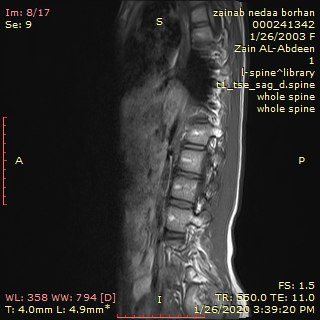 Im: 8/17
Se: 9
zainab nedaa borhan
000241342
1/26/2003 F
Zain AL-Abdeen
1
l-spine^library
t1_tse_sag_d.spine
whole spine
whole spine
S
A
P
I
WL: 358 WW: 794 [D]
T: 4.0mm L: 4.9mm*
FS: 1.5
TR: 550.0 TE: 11.0
1/26/2020 3:39:20 PM